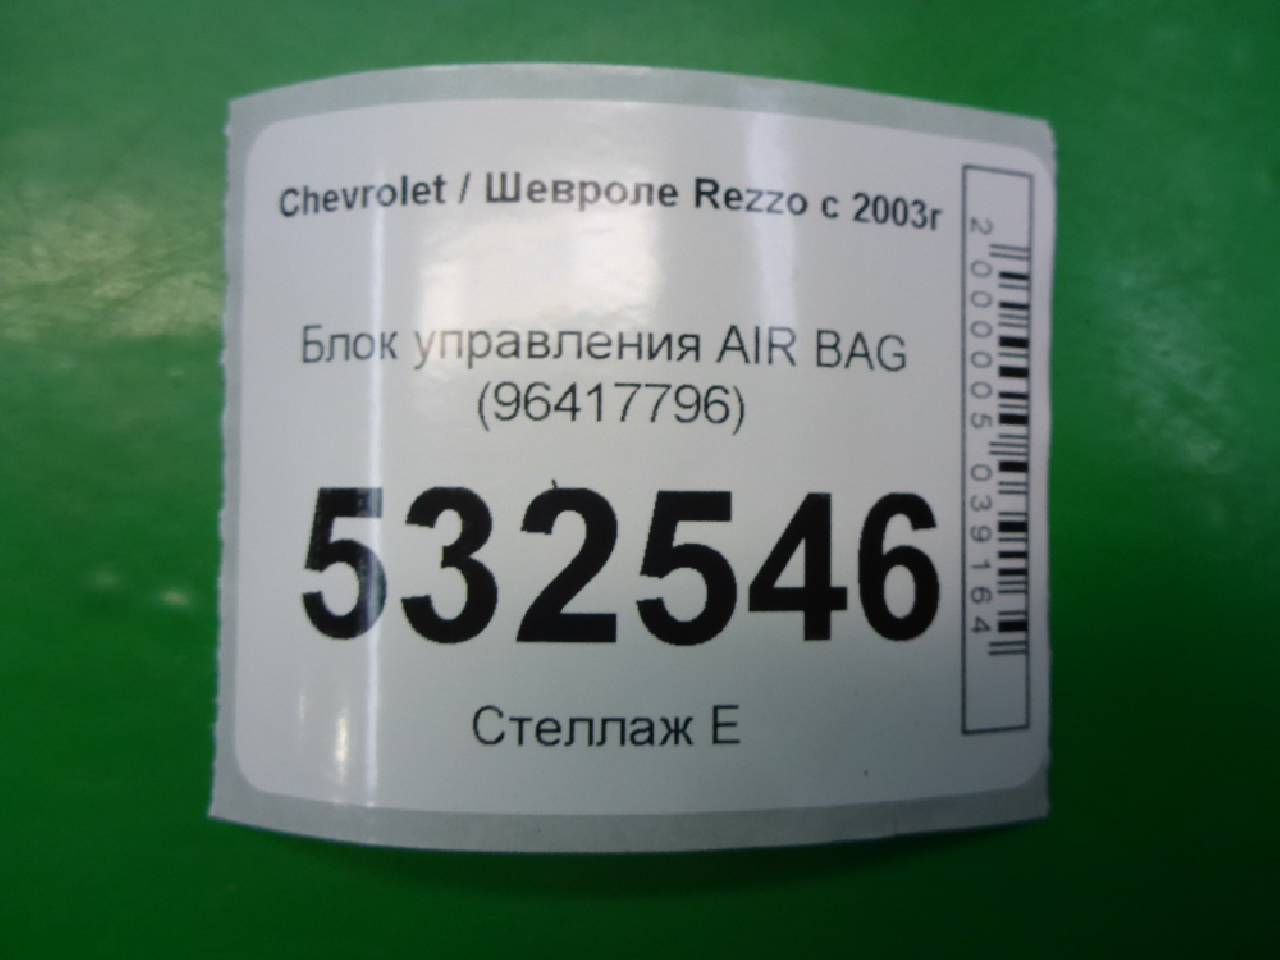 Chevrolet / Шевроле Rezzo с 2003г
Блок управления AIR BAG
(96417796)
532546
Стеллаж Е
2000005039164